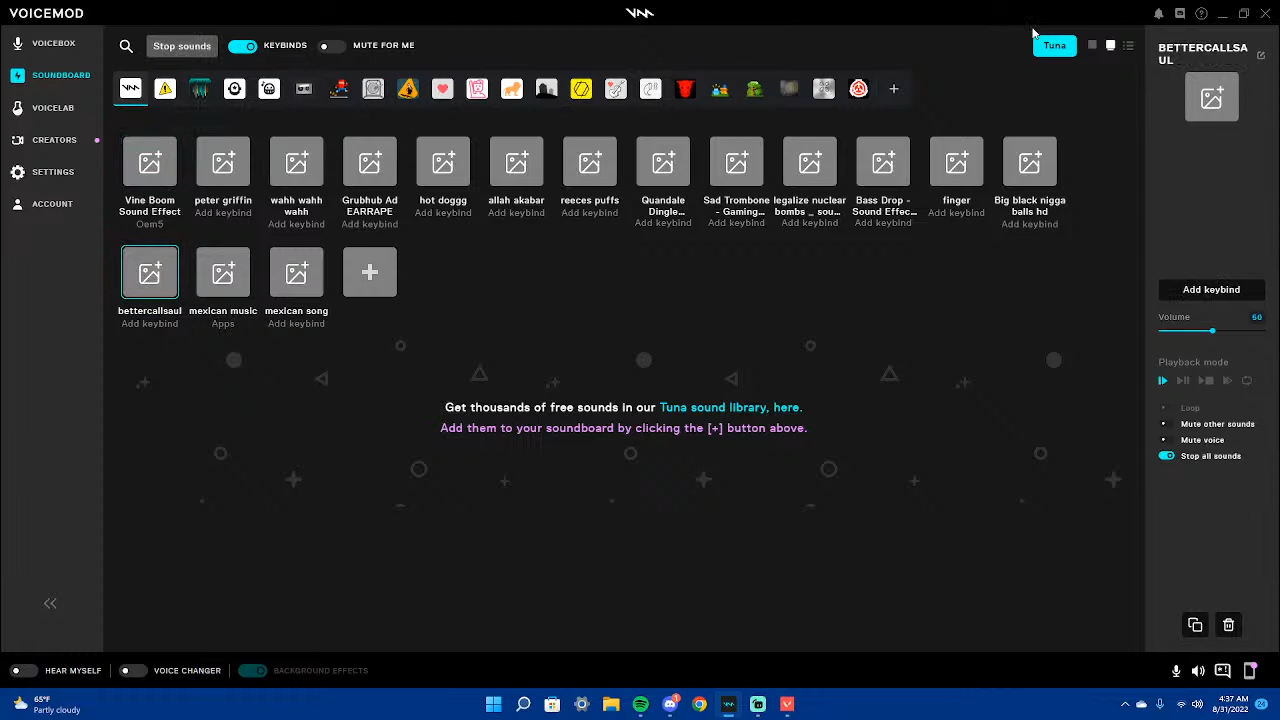 VOICEMOD
VOICEBOX
SOUNDBOARD
VOICELAB
CREATORS
SETTINGS
ACCOUNT
Stop sounds
KEYBINDS
MUTE FOR ME
Tuna
Vine Boom
Sound Effect
Oem5
peter griffin
Add keybind
wahh wahh
wahh
Add keybind
Grubhub Ad
EARRAPE
Add keybind
hot doggg
Add keybind
allah akabar
Add keybind
reeces puffs
Add keybind
Quandale
Dingle...
Add keybind
Sad Trombone
- Gaming...
Add keybind
legalize nuclear
bombs _ sou...
Add keybind
Bass Drop -
Sound Effec...
Add keybind
finger
Add keybind
Big black nigga
balls hd
Add keybind
bettercallsaul
Add keybind
mexican music
Apps
mexican song
Add keybind
Get thousands of free sounds in our Tuna sound library, here.
Add them to your soundboard by clicking the [+] button above.
BETTERCALLSA
UL
Add keybind
Volume 50
Playback mode
Loop
Mute other sounds
Mute voice
Stop all sounds
HEAR MYSELF
VOICE CHANGER
BACKGROUND EFFECTS
65°F
Partly cloudy
1
4:37 AM
8/31/2022